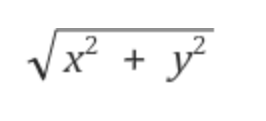 √(x² + y²)